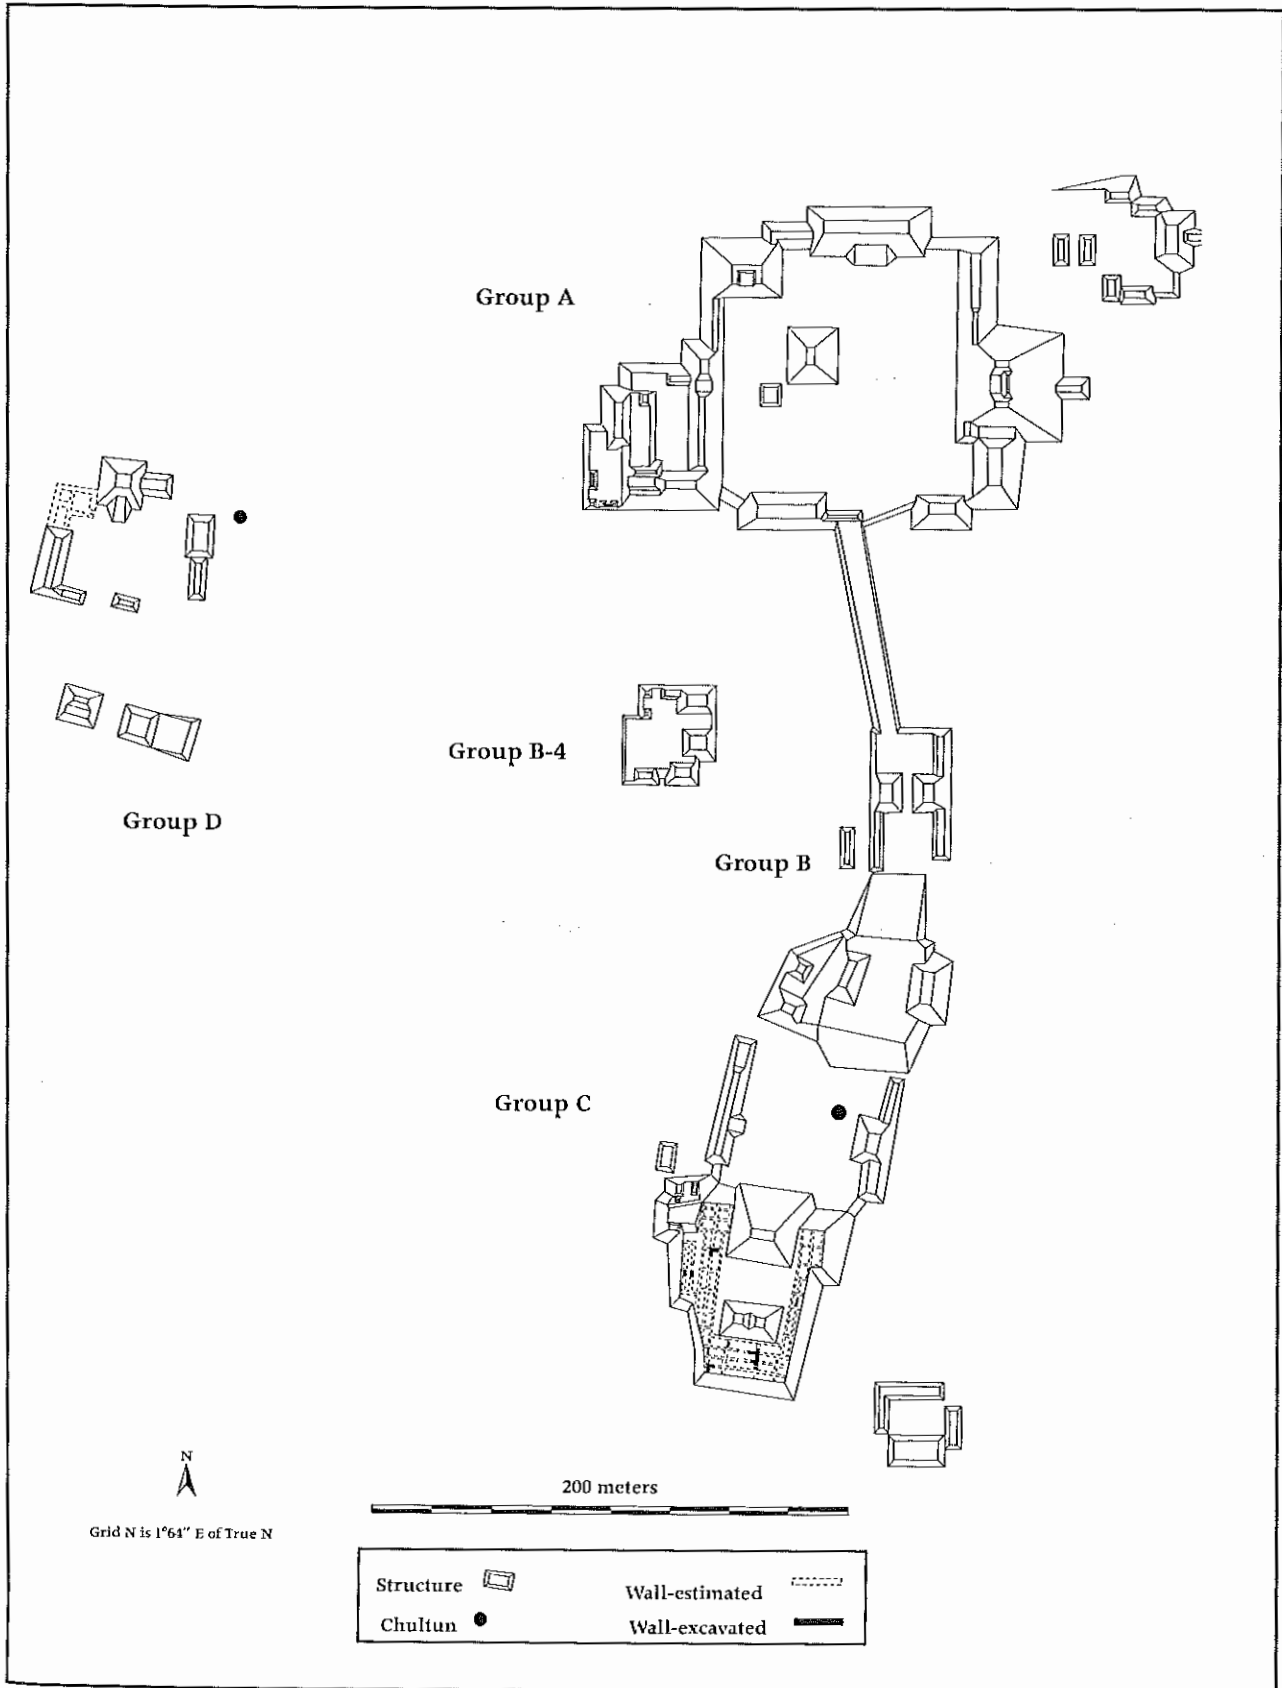 Group A
Group B-4
Group D
Group B
Group C
N
Grid N is 1°64" E of True N
200 meters
Structure
Wall-estimated
Chultun
Wall-excavated